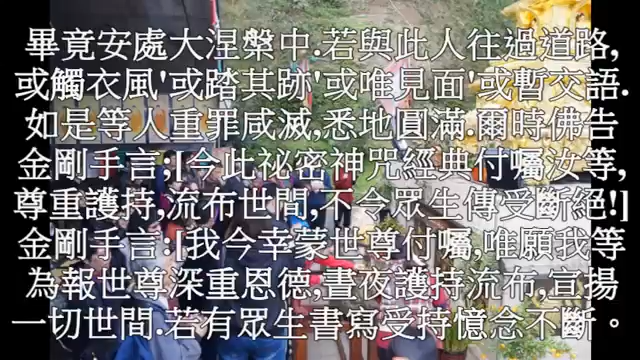 畢竟安處大涅槃中.若與此人往過道路,
或觸衣風'或踏其跡'或唯見面'或暫交語.
如是等人重罪咸滅,悉地圓滿.爾時佛告
金剛手言;[今此祕密神咒經典付囑汝等,
尊重護持,流布世間,不令眾生傳受斷絕!]
金剛手言:[我今幸蒙世尊付囑,唯願我等
為報世尊深重恩德,晝夜護持流布,宣揚
一切世間.若有眾生書寫受持憶念不斷。